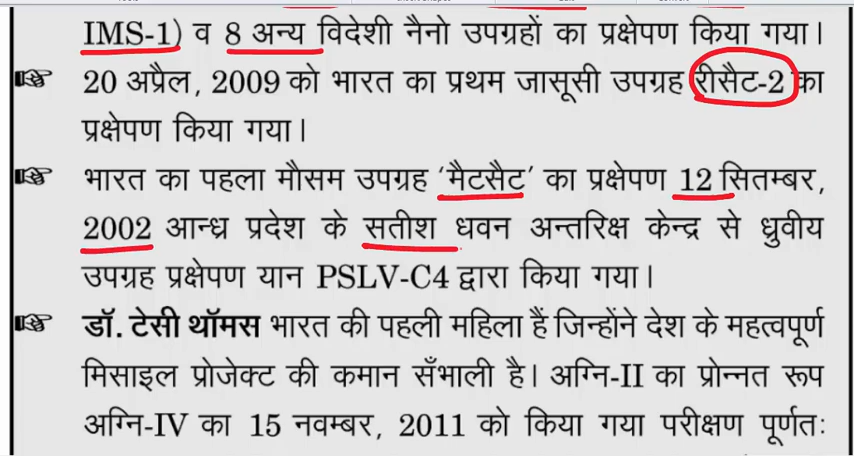 IMS-1) व 8 अन्य विदेशी नैनो उपग्रहों का प्रक्षेपण किया गया।
20 अप्रैल, 2009 को भारत का प्रथम जासूसी उपग्रह रीसैट-2 का
प्रक्षेपण किया गया।
भारत का पहला मौसम उपग्रह ‘मैटसैट’ का प्रक्षेपण 12 सितम्बर,
2002 आन्ध्र प्रदेश के सतीश धवन अन्तरिक्ष केन्द्र से ध्रुवीय
उपग्रह प्रक्षेपण यान PSLV-C4 द्वारा किया गया।
डॉ. टेसी थॉमस भारत की पहली महिला हैं जिन्होंने देश के महत्वपूर्ण
मिसाइल प्रोजेक्ट की कमान सँभाली है। अग्नि-II का प्रोन्नत रूप
अग्नि-IV का 15 नवम्बर, 2011 को किया गया परीक्षण पूर्णतः